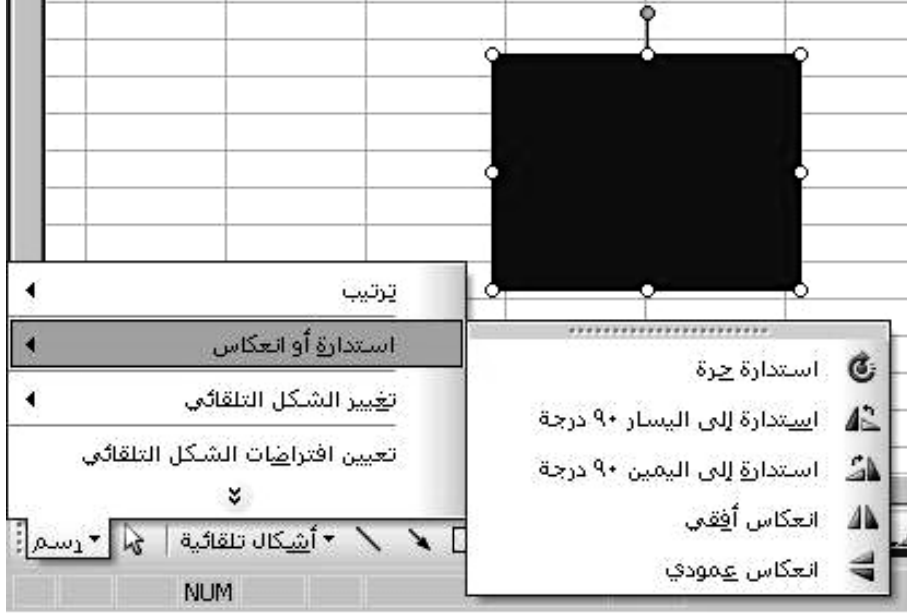 ترتيب
استدارة أو انعكاس
تغيير الشكل التلقائي
تعيين افتراضات الشكل التلقائي
استدارة حرة
استدارة إلى اليسار ٩٠ درجة
استدارة إلى اليمين ٩٠ درجة
انعكاس أفقي
انعكاس عمودي
رسم
أشكال تلقائية
NUM